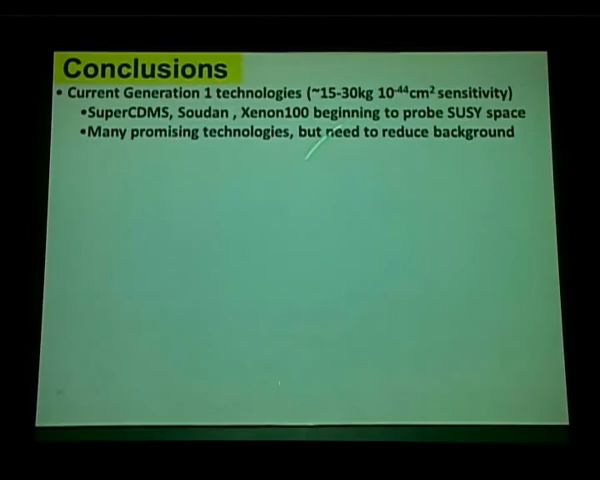 Conclusions
• Current Generation 1 technologies (~15-30kg 10⁻⁴⁴cm² sensitivity)
•SuperCDMS, Soudan , Xenon100 beginning to probe SUSY space
•Many promising technologies, but need to reduce background